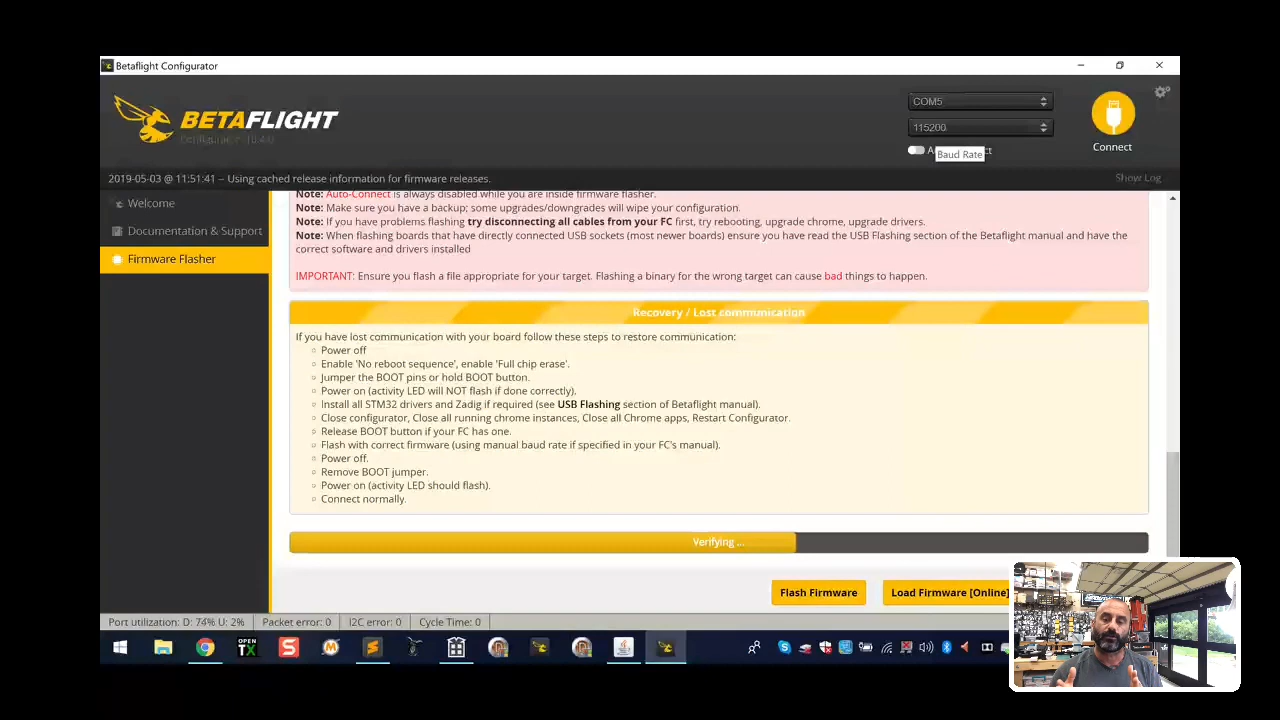 Betaflight Configurator
BETAFLIGHT
COM5
115200
Baud Rate
Connect
2019-05-03 @ 11:51:41 -- Using cached release information for firmware releases.
Show Log
Welcome
Documentation & Support
Firmware Flasher
Note: Auto-Connect is always disabled while you are inside firmware flasher.
Note: Make sure you have a backup; some upgrades/downgrades will wipe your configuration.
Note: If you have problems flashing try disconnecting all cables from your FC first, try rebooting, upgrade chrome, upgrade drivers.
Note: When flashing boards that have directly connected USB sockets (most newer boards) ensure you have read the USB Flashing section of the Betaflight manual and have the
correct software and drivers installed
IMPORTANT: Ensure you flash a file appropriate for your target. Flashing a binary for the wrong target can cause bad things to happen.
Recovery / Lost communication
If you have lost communication with your board follow these steps to restore communication:
Power off
Enable 'No reboot sequence', enable 'Full chip erase'.
Jumper the BOOT pins or hold BOOT button.
Power on (activity LED will NOT flash if done correctly).
Install all STM32 drivers and Zadig if required (see USB Flashing section of Betaflight manual).
Close configurator, Close all running chrome instances, Close all Chrome apps, Restart Configurator.
Release BOOT button if your FC has one.
Flash with correct firmware (using manual baud rate if specified in your FC's manual).
Power off.
Remove BOOT jumper.
Power on (activity LED should flash).
Connect normally.
Verifying ...
Flash Firmware
Load Firmware [Online]
Port utilization: D: 74% U: 2%
Packet error: 0
I2C error: 0
Cycle Time: 0
OPEN
TX